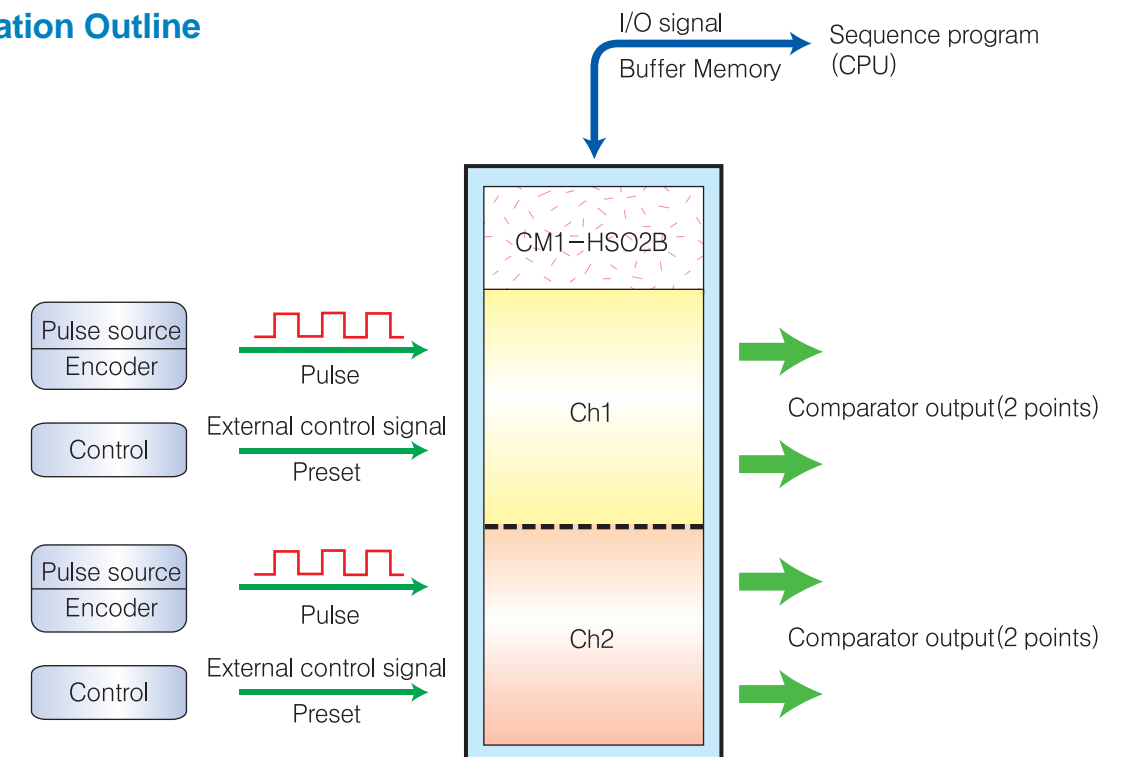 ation Outline
I/O signal
Buffer Memory
Sequence program
(CPU)
CM1-HSO2B
Pulse source
Encoder
Pulse
Control
External control signal
Preset
Ch1
Comparator output(2 points)
Pulse source
Encoder
Pulse
Control
External control signal
Preset
Ch2
Comparator output(2 points)